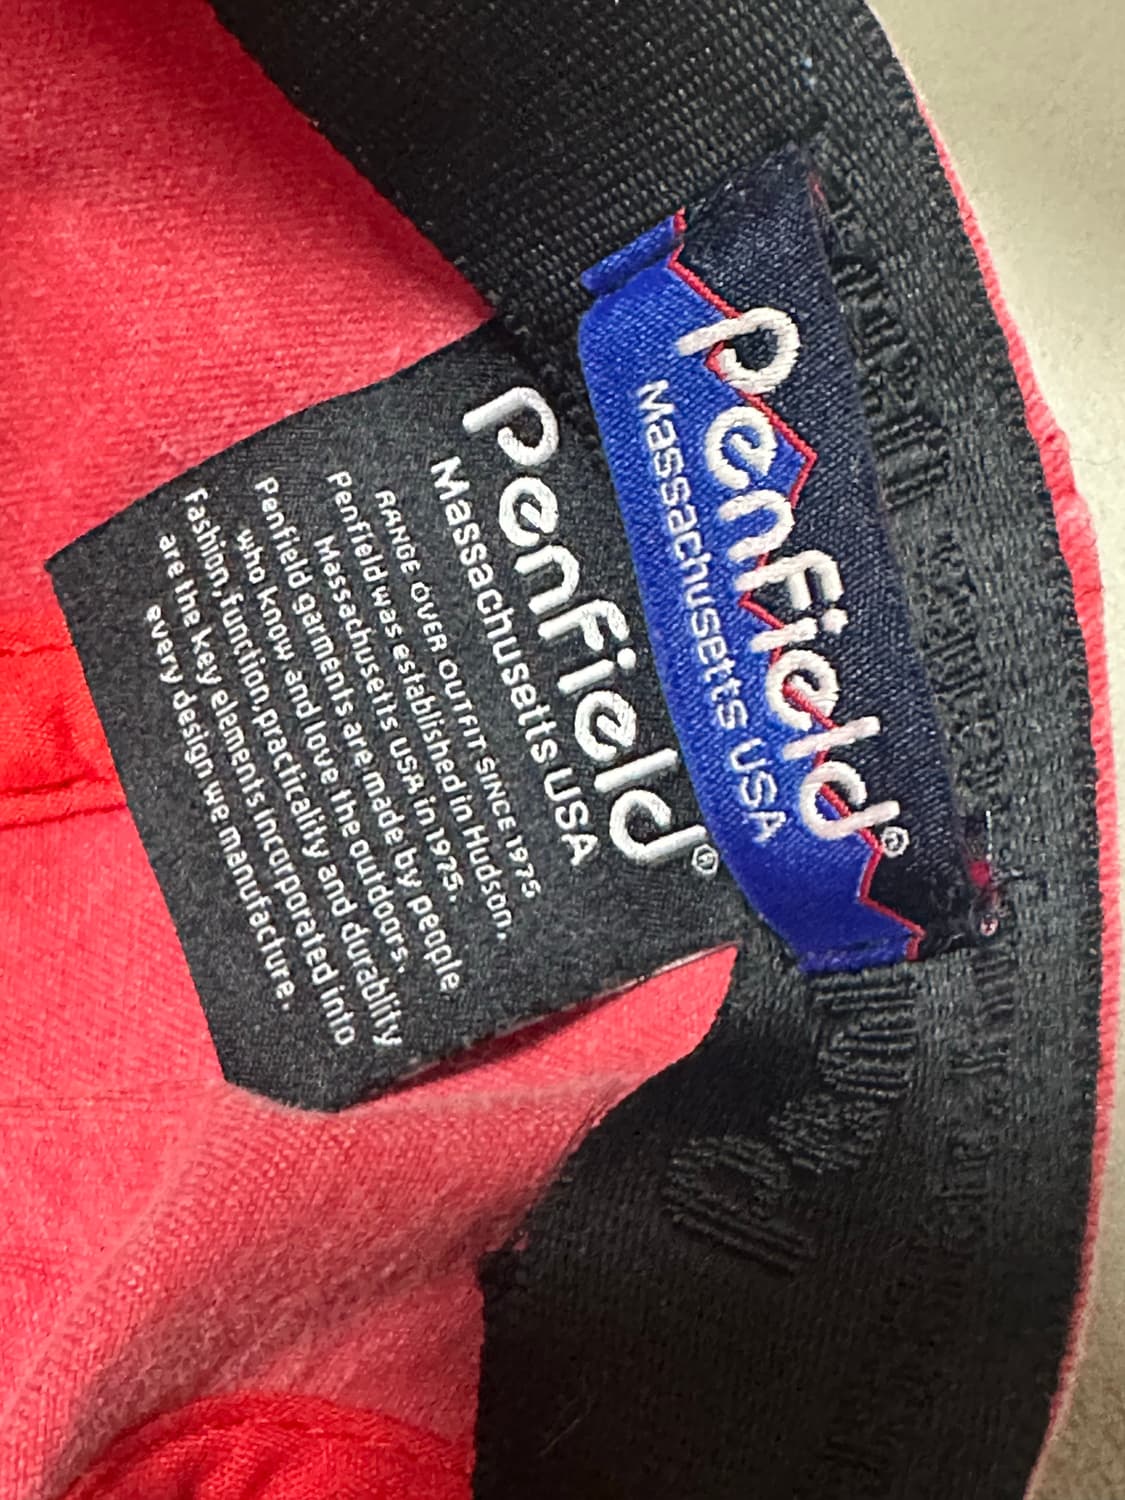 Penfield®
Massachusetts USA
Penfield®
Massachusetts USA
RANGE OVER OUTFIT SINCE 1975
Penfield was established in Hudson,
Massachusetts USA in 1975.
Penfield garments are made by people
who know and love the outdoors.
Fashion, function, practicality and durablity
are the key elements incorporated into
every design we manufacture.
Penfield